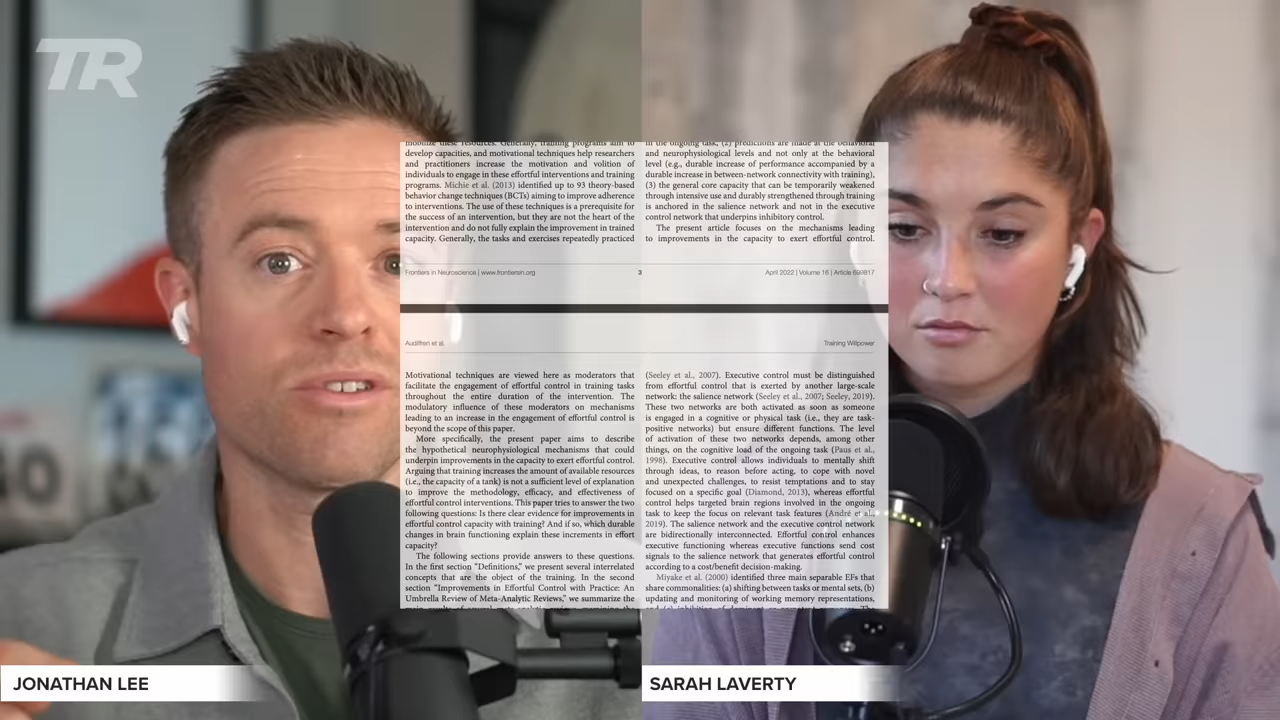 TR
develop capacities, and motivational techniques help researchers
and practitioners increase the motivation and volition of
individuals to engage in these effortful interventions and training
programs. Michie et al. (2013) identified up to 93 theory-based
behavior change techniques (BCTs) aiming to improve adherence
to interventions. The use of these techniques is a prerequisite for
the success of an intervention, but they are not the heart of the
intervention and do not fully explain the improvement in trained
capacity. Generally, the tasks and exercises repeatedly practiced
in the ongoing task, (2) predictions are made at the behavioral
and neurophysiological levels and not only at the behavioral
level (e.g., durable increase of performance accompanied by a
durable increase in between-network connectivity with training),
(3) the general core capacity that can be temporarily weakened
through intensive use and durably strengthened through training
is anchored in the salience network and not in the executive
control network that underpins inhibitory control.
The present article focuses on the mechanisms leading
to improvements in the capacity to exert effortful control.
Frontiers in Neuroscience | www.frontiersin.org
3
April 2022 | Volume 16 | Article 699817
Audiffren et al.
Training Willpower
Motivational techniques are viewed here as moderators that
facilitate the engagement of effortful control in training tasks
throughout the entire duration of the intervention. The
modulatory influence of these moderators on mechanisms
leading to an increase in the engagement of effortful control is
beyond the scope of this paper.
More specifically, the present paper aims to describe
the hypothetical neurophysiological mechanisms that could
underpin improvements in the capacity to exert effortful control.
Arguing that training increases the amount of available resources
(i.e., the capacity of a tank) is not a sufficient level of explanation
to improve the methodology, efficacy, and effectiveness of
effortful control interventions. This paper tries to answer the two
following questions: Is there clear evidence for improvements in
effortful control capacity with training? And if so, which durable
changes in brain functioning explain these increments in effort
capacity?
The following sections provide answers to these questions.
In the first section “Definitions,” we present several interrelated
concepts that are the object of the training. In the second
section “Improvements in Effortful Control with Practice: An
Umbrella Review of Meta-Analytic Reviews,” we summarize the
(Seeley et al., 2007). Executive control must be distinguished
from effortful control that is exerted by another large-scale
network: the salience network (Seeley et al., 2007; Seeley, 2019).
These two networks are both activated as soon as someone
is engaged in a cognitive or physical task (i.e., they are task-
positive networks) but ensure different functions. The level
of activation of these two networks depends, among other
things, on the cognitive load of the ongoing task (Paus et al.,
1998). Executive control allows individuals to mentally shift
through ideas, to reason before acting, to cope with novel
and unexpected challenges, to resist temptations and to stay
focused on a specific goal (Diamond, 2013), whereas effortful
control helps targeted brain regions involved in the ongoing
task to keep the focus on relevant task features (André et al.,
2019). The salience network and the executive control network
are bidirectionally interconnected. Effortful control enhances
executive functioning whereas executive functions send cost
signals to the salience network that generates effortful control
according to a cost/benefit decision-making.
Miyake et al. (2000) identified three main separable EFs that
share commonalities: (a) shifting between tasks or mental sets, (b)
updating and monitoring of working memory representations,
JONATHAN LEE
SARAH LAVERTY